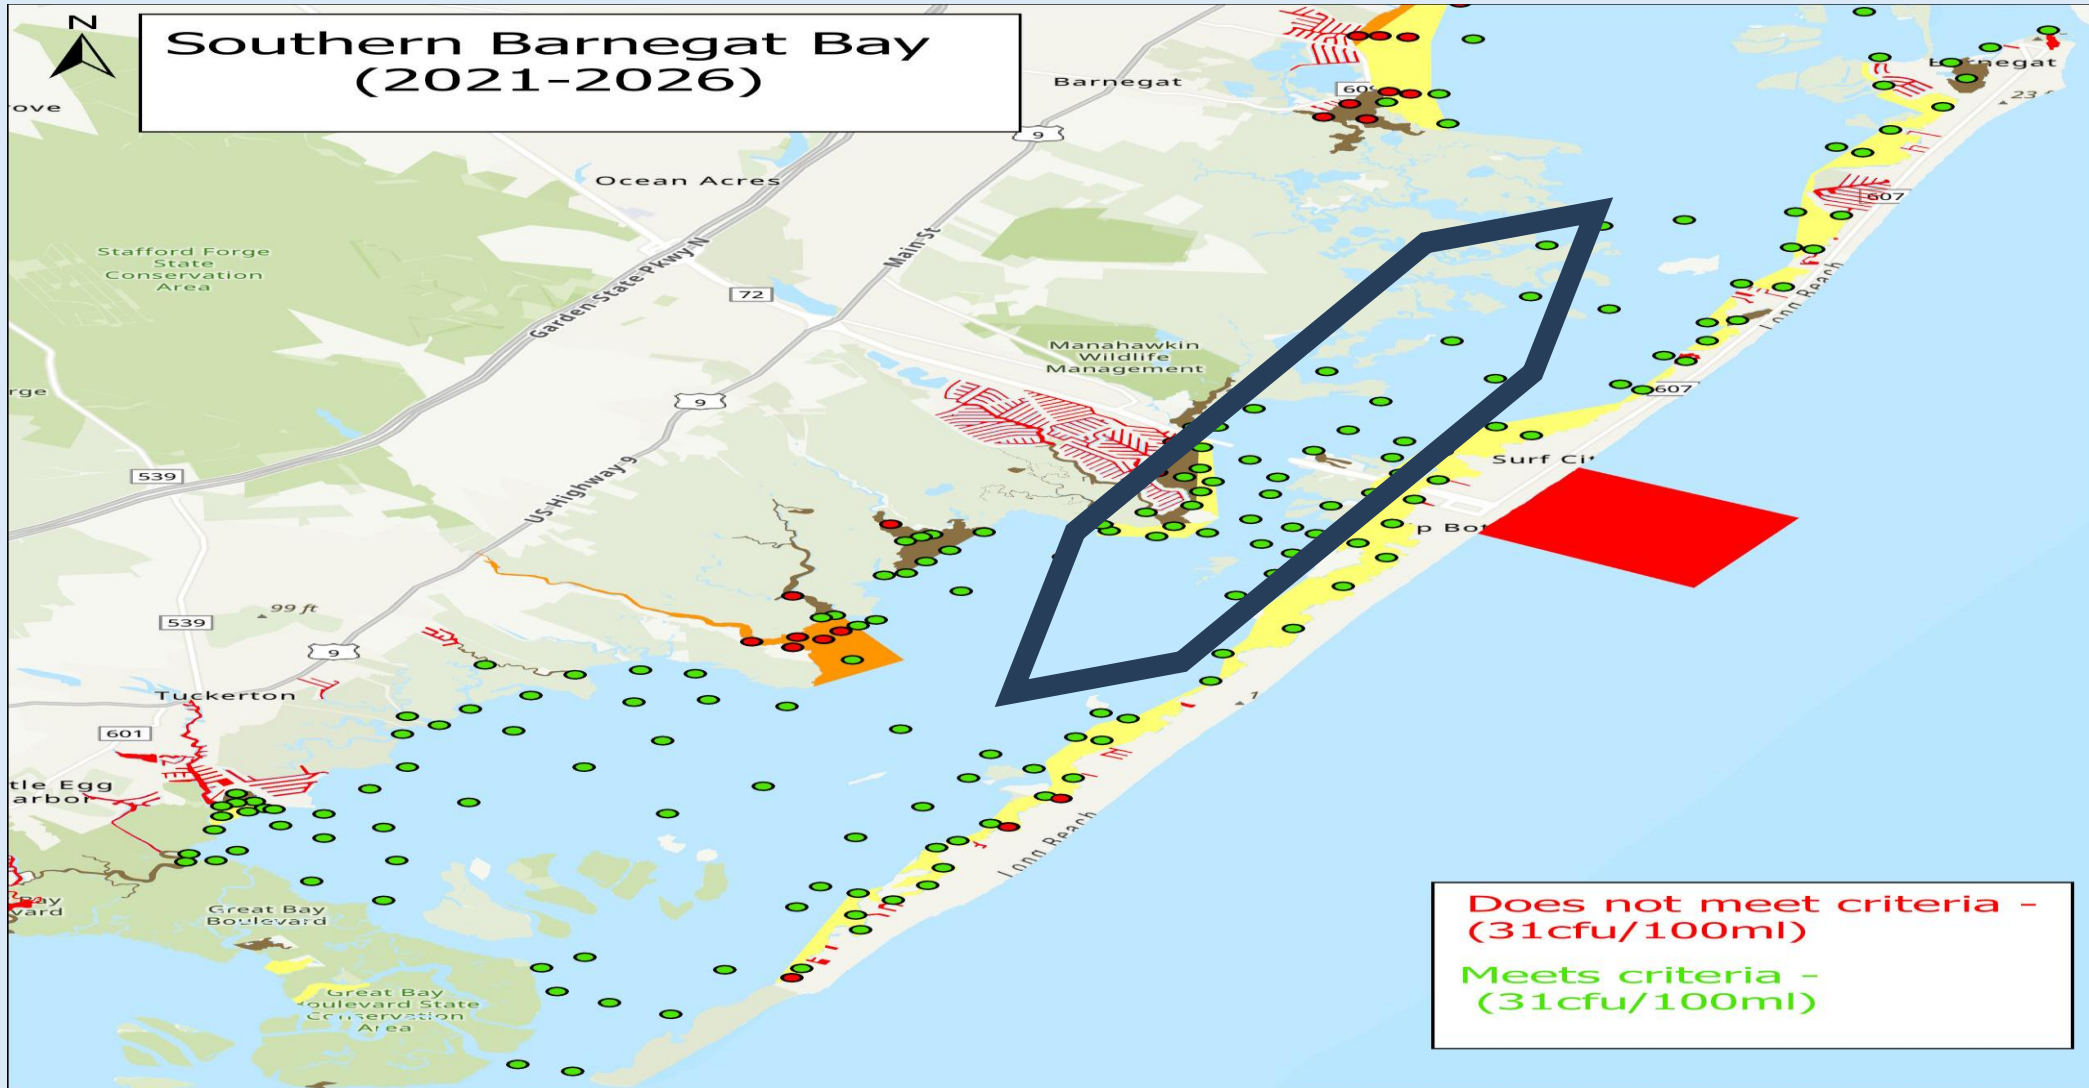 N
Southern Barnegat Bay
(2021-2026)
Barnegat
9
Ocean Acres
Stafford Forge
State
Conservation
Area
Garden State Pkwy N
Main St
72
607
Long Beach
Manahawkin
Wildlife
Management
607
9
539
US Highway 9
Surf
99 ft
539
9
Tuckerton
601
Long Beach
Great Bay
Boulevard
Great Bay
Boulevard State
Conservation
Area
Does not meet criteria -
(31cfu/100ml)
Meets criteria -
(31cfu/100ml)